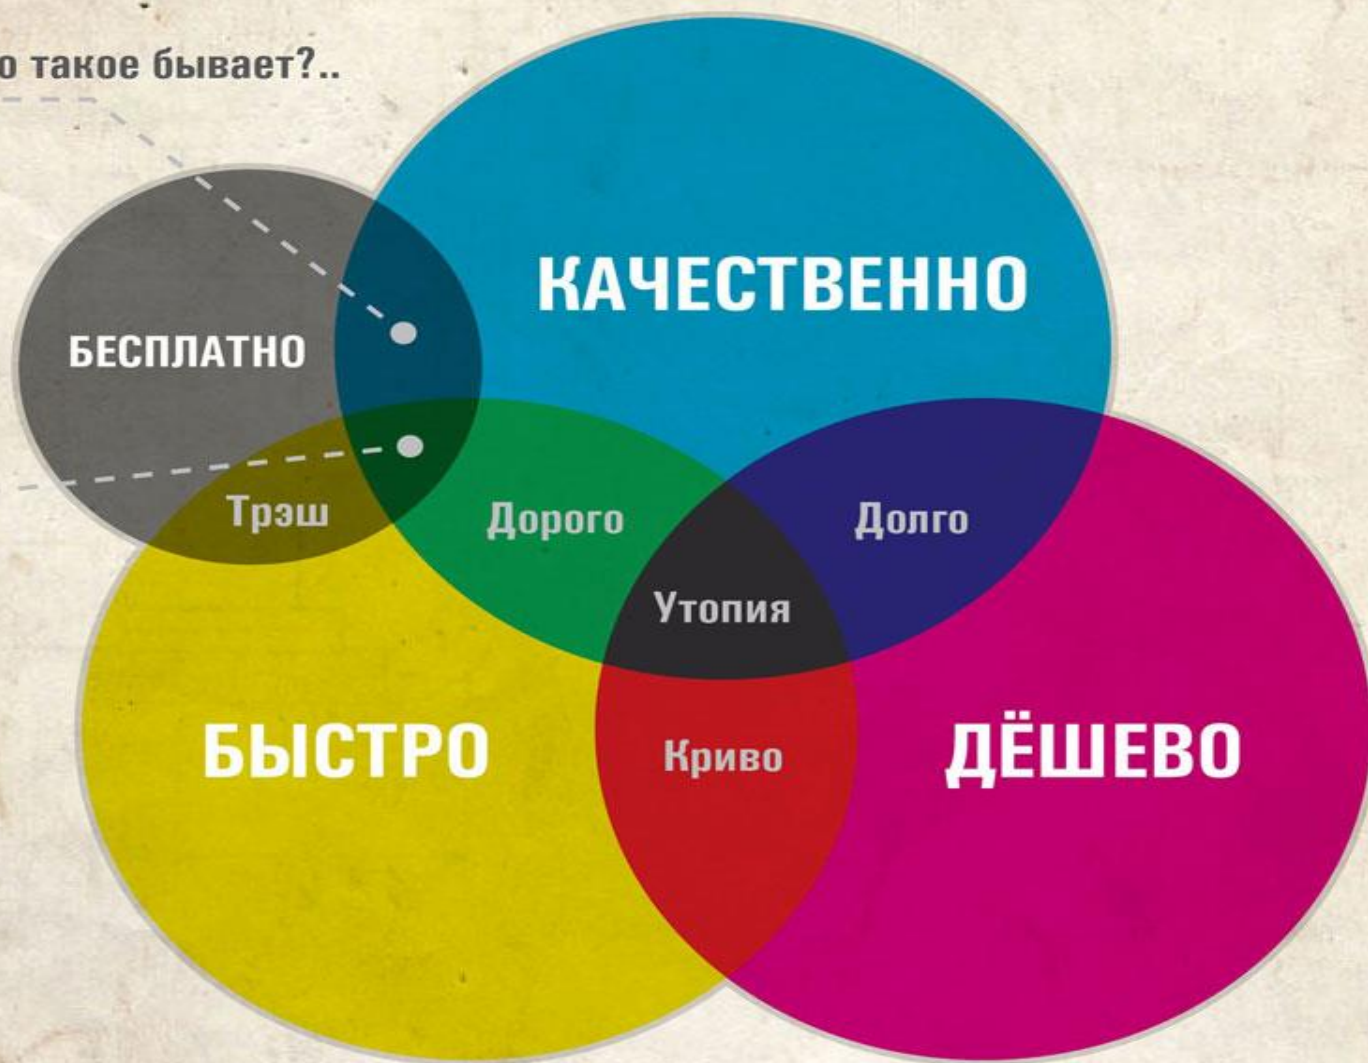 о такое бывает?..
КАЧЕСТВЕННО
БЕСПЛАТНО
Трэш
Дорого
Долго
Утопия
БЫСТРО
Криво
ДЁШЕВО